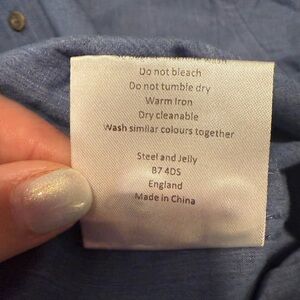 Do not bleach
Do not tumble dry
Warm Iron
Dry cleanable
Wash similar colours together
Steel and Jelly
B7 4DS
England
Made in China